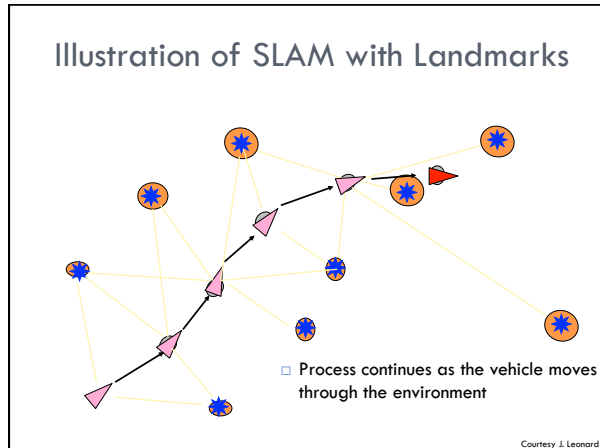 Illustration of SLAM with Landmarks
Process continues as the vehicle moves
through the environment
Courtesy J. Leonard